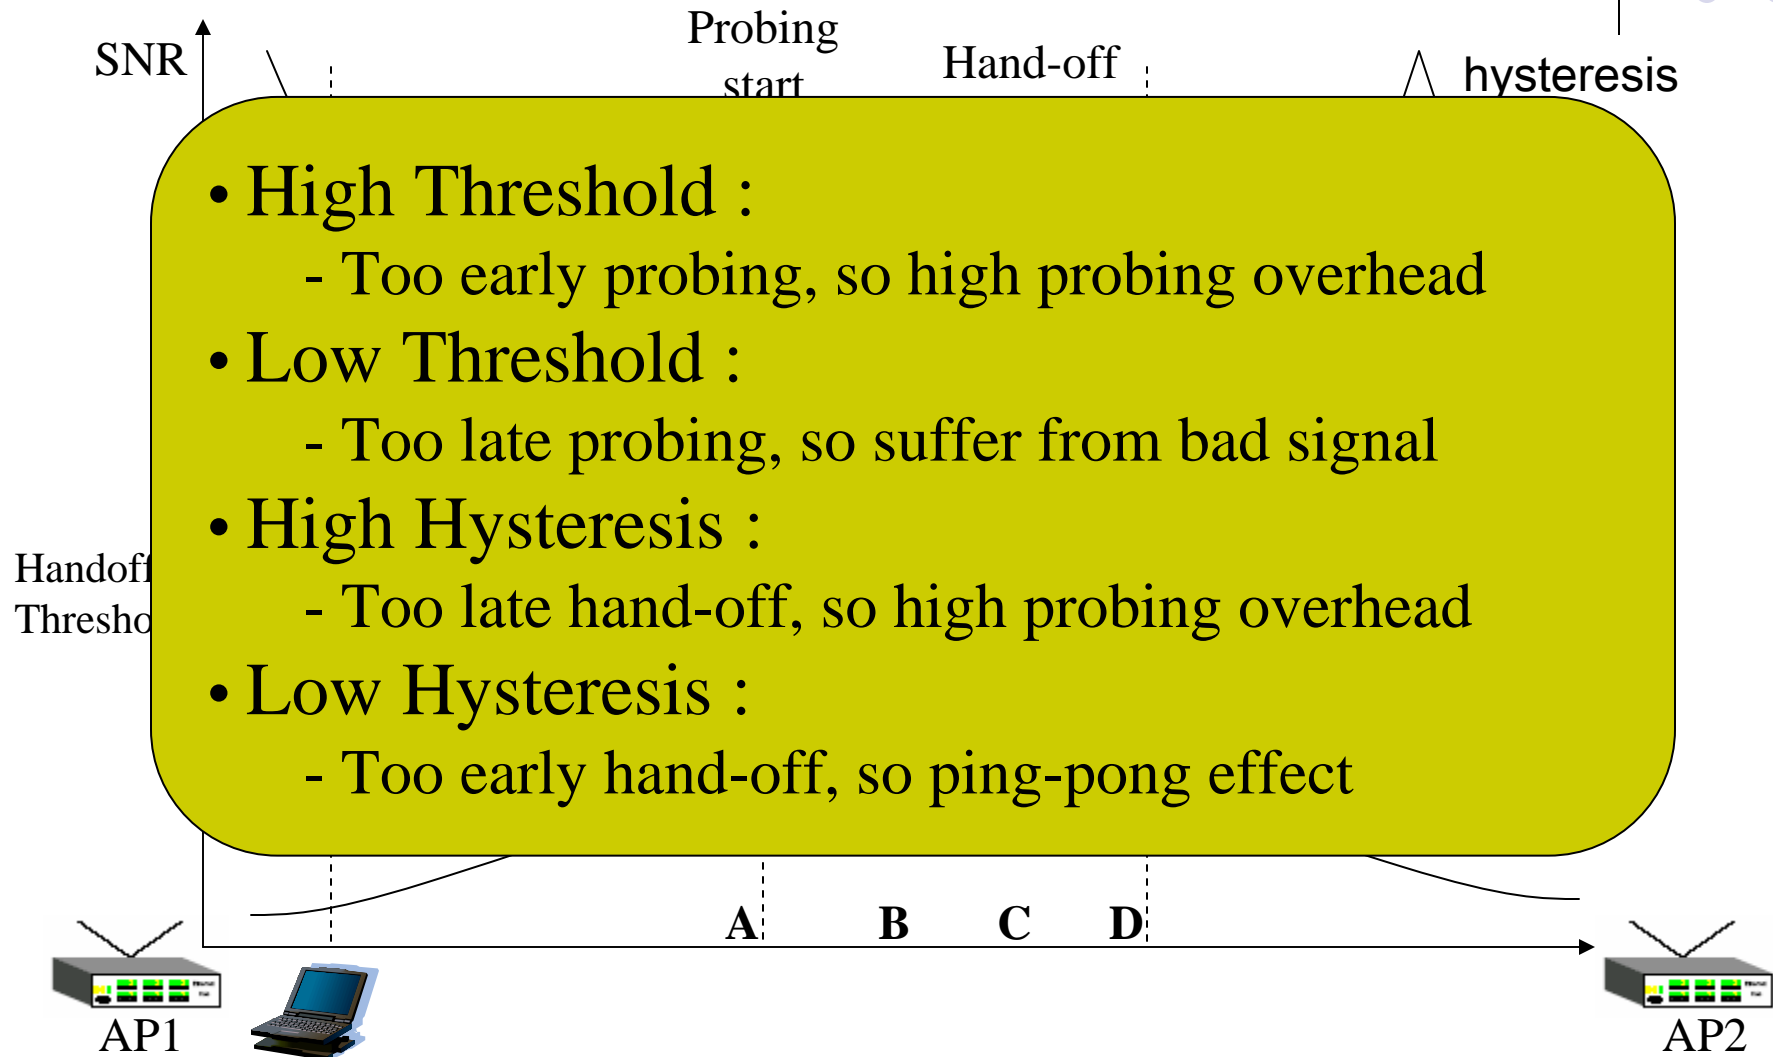 SNR
Probing
start
Hand-off
hysteresis
• High Threshold :
- Too early probing, so high probing overhead
• Low Threshold :
- Too late probing, so suffer from bad signal
• High Hysteresis :
- Too late hand-off, so high probing overhead
• Low Hysteresis :
- Too early hand-off, so ping-pong effect
Handoff
Thresho
A B C D
AP1
AP2